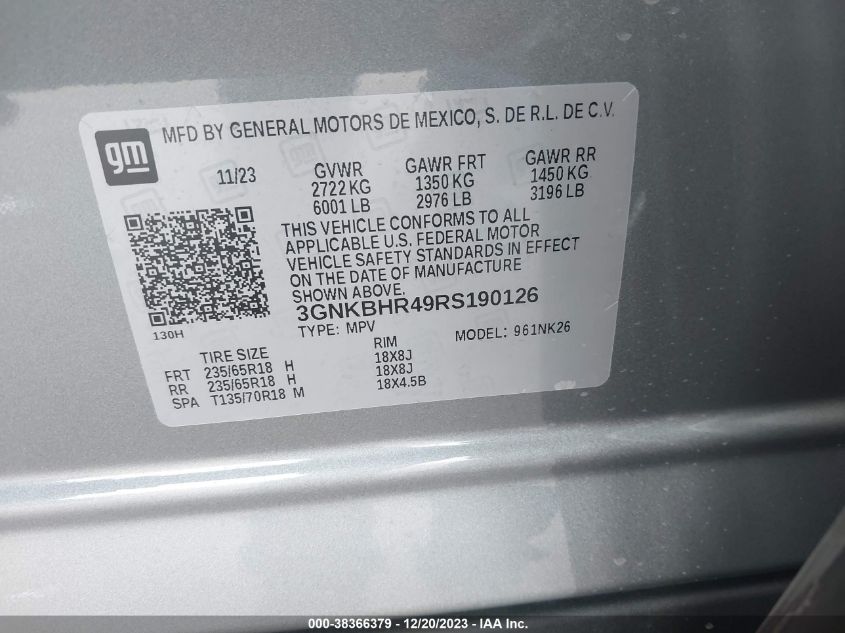 gm
MFD BY GENERAL MOTORS DE MEXICO, S. DE R.L. DE C.V.
11/23 GVWR GAWR FRT GAWR RR
2722 KG 1350 KG 1450 KG
6001 LB 2976 LB 3196 LB
THIS VEHICLE CONFORMS TO ALL
APPLICABLE U.S. FEDERAL MOTOR
VEHICLE SAFETY STANDARDS IN EFFECT
ON THE DATE OF MANUFACTURE
SHOWN ABOVE.
3GNKBHR49RS190126
130H
TYPE: MPV MODEL: 961NK26
TIRE SIZE RIM
FRT 235/65R18 H 18X8J
RR 235/65R18 H 18X8J
SPA T135/70R18 M 18X4.5B
000-38366379 - 12/20/2023 - IAA Inc.